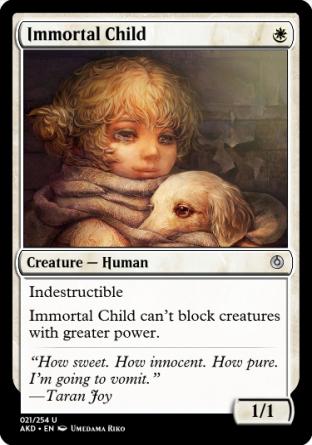 Immortal Child
Creature — Human
Indestructible
Immortal Child can't block creatures
with greater power.
“How sweet. How innocent. How pure.
I'm going to vomit.”
—Taran Joy
1/1
021/254 U
AKD • EN Umedama Riko